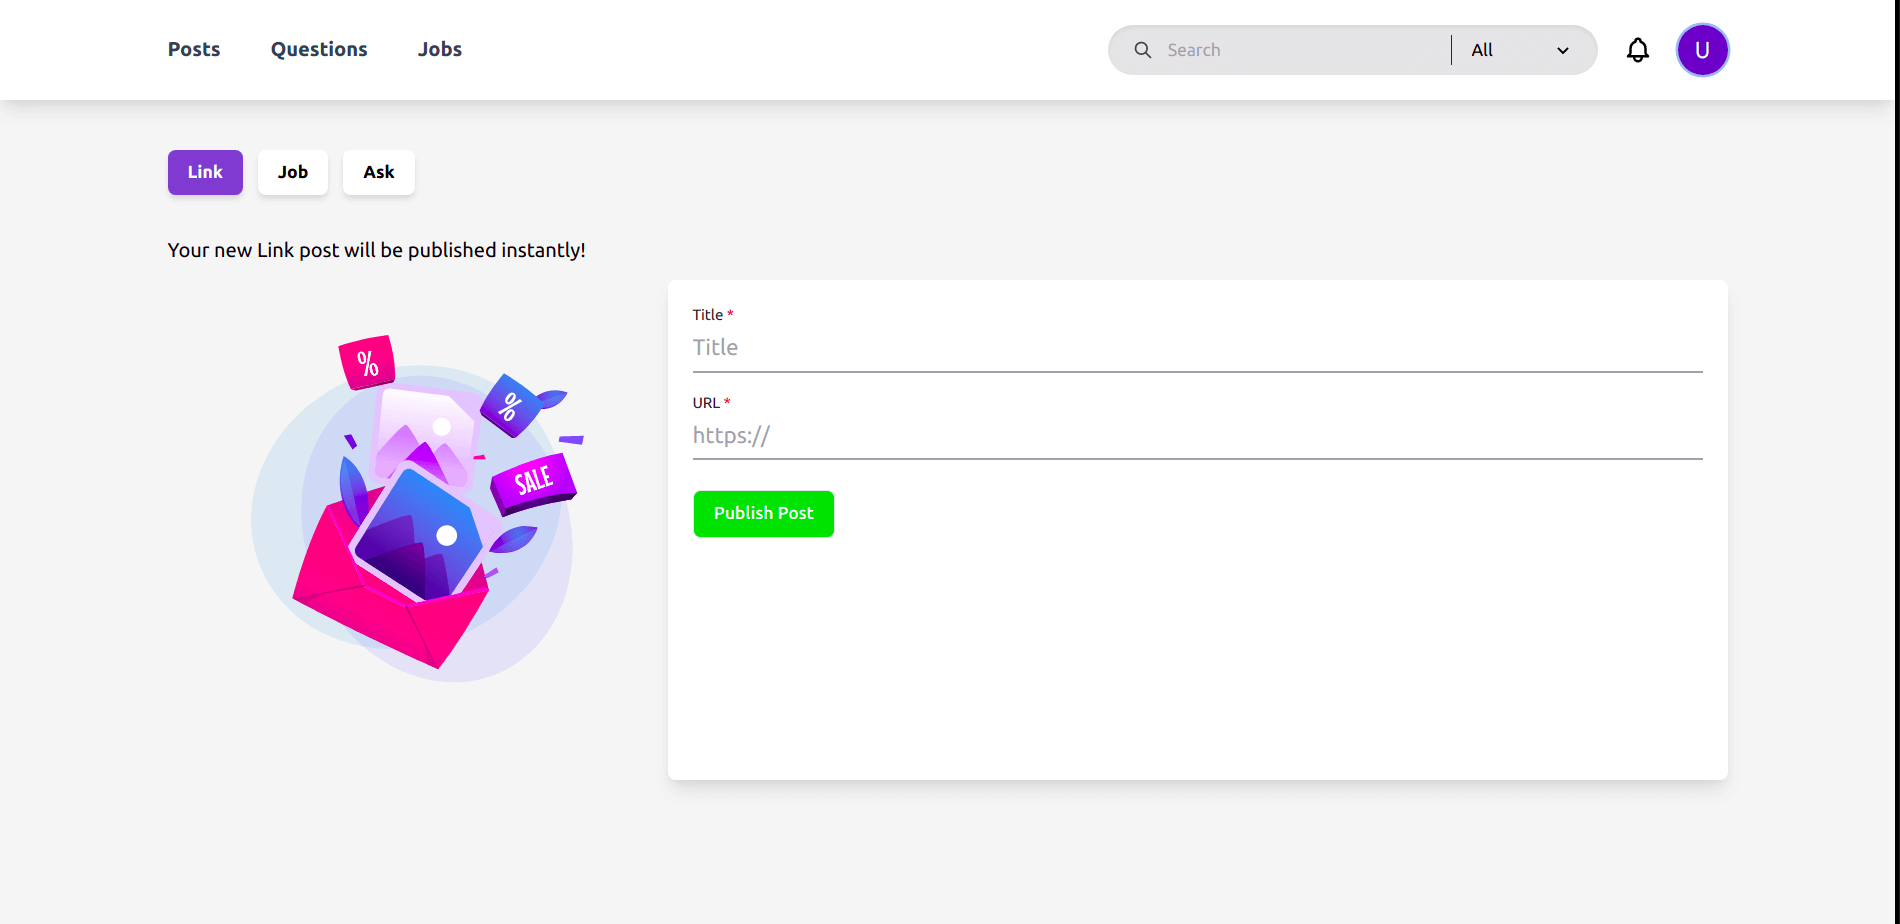 Posts Questions Jobs Search All U
Link Job Ask
Your new Link post will be published instantly!
%
%
SALE
Title *
Title
URL *
https://
Publish Post